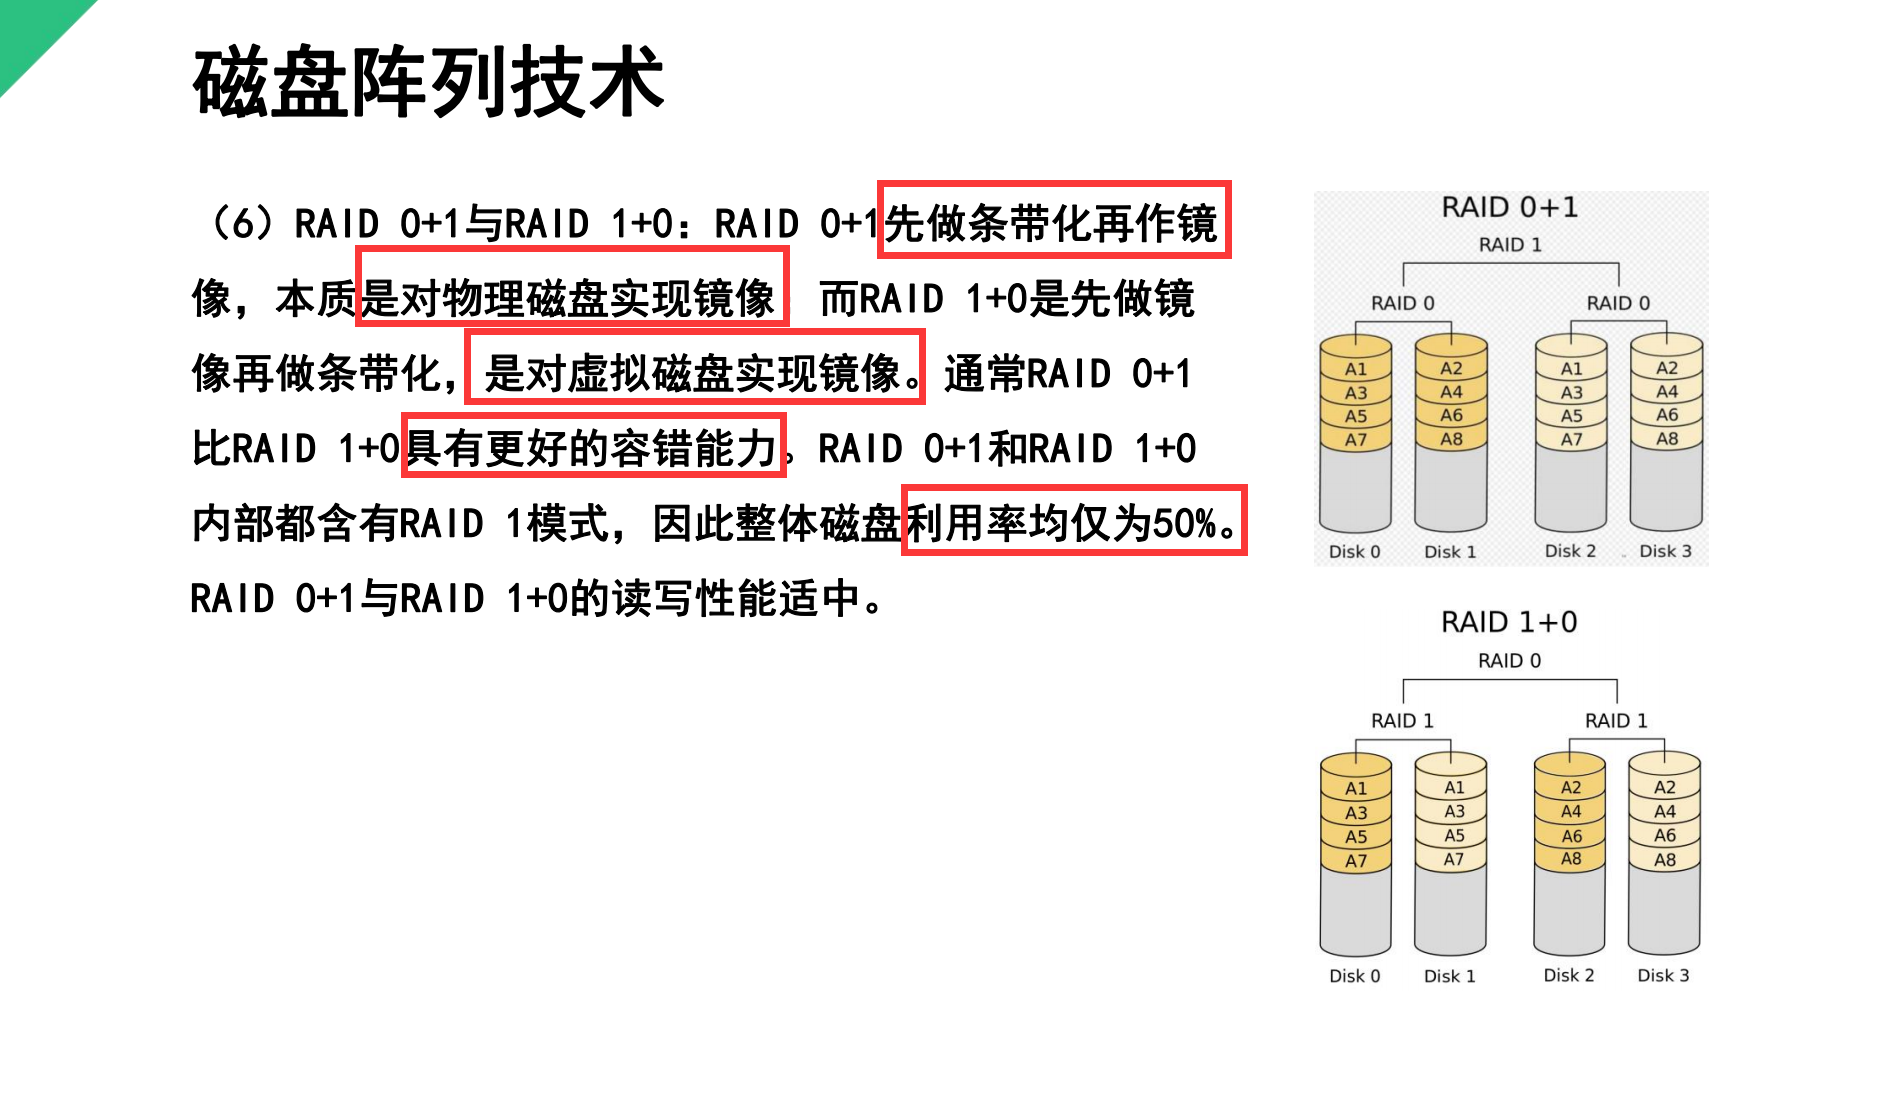 磁盘阵列技术
（6）RAID 0+1与RAID 1+0：RAID 0+1先做条带化再作镜
像，本质是对物理磁盘实现镜像 而RAID 1+0是先做镜
像再做条带化，是对虚拟磁盘实现镜像。通常RAID 0+1
比RAID 1+0具有更好的容错能力。RAID 0+1和RAID 1+0
内部都含有RAID 1模式，因此整体磁盘利用率均仅为50%。
RAID 0+1与RAID 1+0的读写性能适中。
RAID 0+1
RAID 1
RAID 0 RAID 0
A1 A2 A1 A2
A3 A4 A3 A4
A5 A6 A5 A6
A7 A8 A7 A8
Disk 0 Disk 1 Disk 2 Disk 3
RAID 1+0
RAID 0
RAID 1 RAID 1
A1 A1 A2 A2
A3 A3 A4 A4
A5 A5 A6 A6
A7 A7 A8 A8
Disk 0 Disk 1 Disk 2 Disk 3